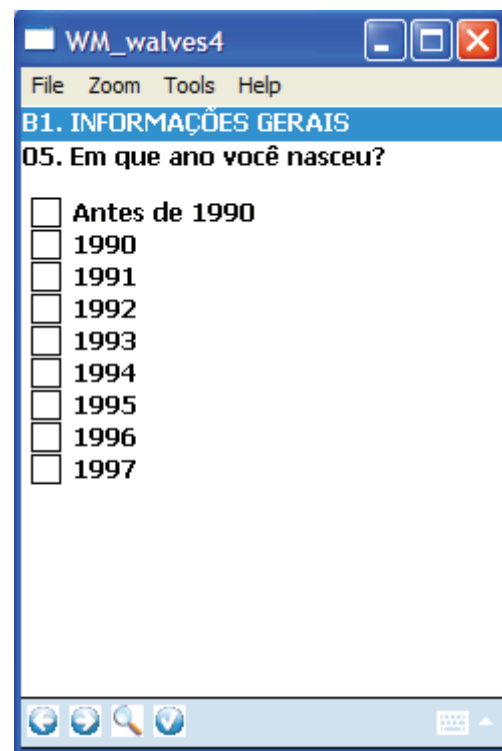 WM_walves4
File Zoom Tools Help
B1. INFORMAÇÕES GERAIS
05. Em que ano você nasceu?
Antes de 1990
1990
1991
1992
1993
1994
1995
1996
1997